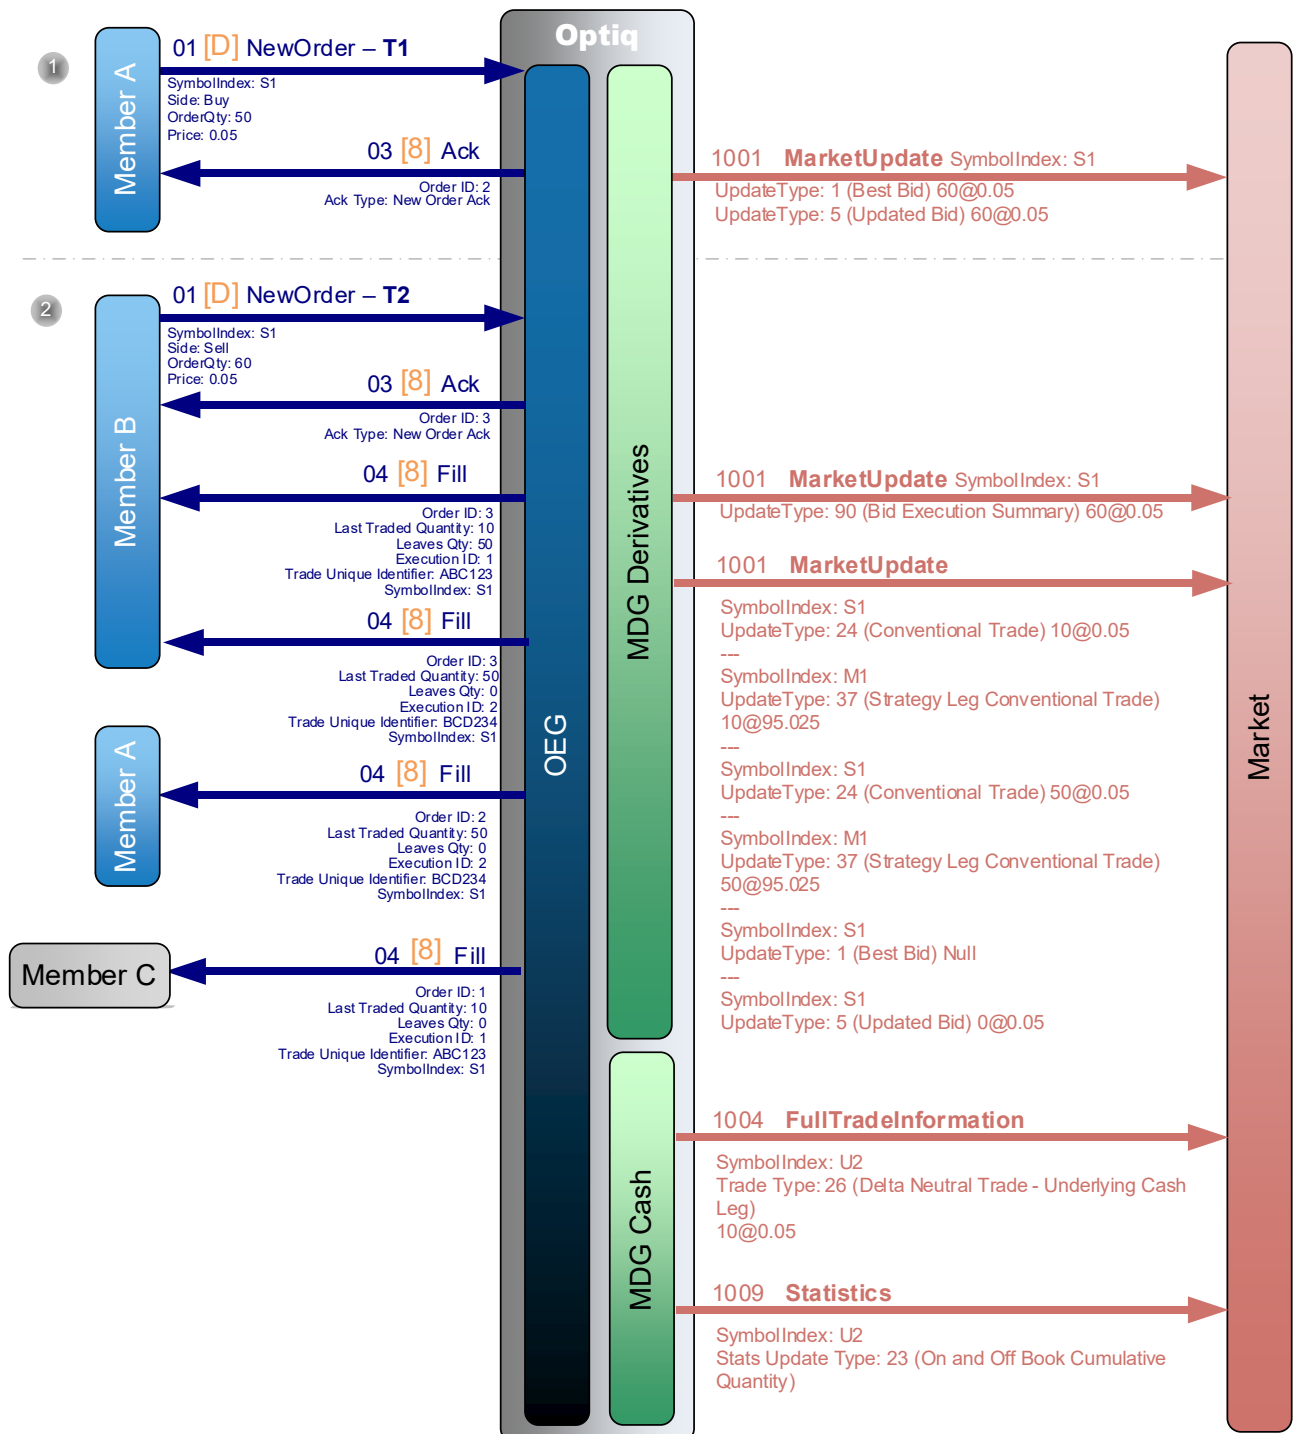 Optiq
1
Member A
01 [D] NewOrder – T1
SymbolIndex: S1
Side: Buy
OrderQty: 50
Price: 0.05
03 [8] Ack
Order ID: 2
Ack Type: New Order Ack
1001 MarketUpdate SymbolIndex: S1
UpdateType: 1 (Best Bid) 60@0.05
UpdateType: 5 (Updated Bid) 60@0.05
2
Member B
01 [D] NewOrder – T2
SymbolIndex: S1
Side: Sell
OrderQty: 60
Price: 0.05
03 [8] Ack
Order ID: 3
Ack Type: New Order Ack
04 [8] Fill
Order ID: 3
Last Traded Quantity: 10
Leaves Qty: 50
Execution ID: 1
Trade Unique Identifier: ABC123
SymbolIndex: S1
04 [8] Fill
Order ID: 3
Last Traded Quantity: 50
Leaves Qty: 0
Execution ID: 2
Trade Unique Identifier: BCD234
SymbolIndex: S1
Member A
04 [8] Fill
Order ID: 2
Last Traded Quantity: 50
Leaves Qty: 0
Execution ID: 2
Trade Unique Identifier: BCD234
SymbolIndex: S1
Member C
04 [8] Fill
Order ID: 1
Last Traded Quantity: 10
Leaves Qty: 0
Execution ID: 1
Trade Unique Identifier: ABC123
SymbolIndex: S1
OEG
MDG Derivatives
MDG Cash
1001 MarketUpdate SymbolIndex: S1
UpdateType: 90 (Bid Execution Summary) 60@0.05
1001 MarketUpdate
SymbolIndex: S1
UpdateType: 24 (Conventional Trade) 10@0.05
---
SymbolIndex: M1
UpdateType: 37 (Strategy Leg Conventional Trade)
10@95.025
---
SymbolIndex: S1
UpdateType: 24 (Conventional Trade) 50@0.05
---
SymbolIndex: M1
UpdateType: 37 (Strategy Leg Conventional Trade)
50@95.025
---
SymbolIndex: S1
UpdateType: 1 (Best Bid) Null
---
SymbolIndex: S1
UpdateType: 5 (Updated Bid) 0@0.05
1004 FullTradeInformation
SymbolIndex: U2
Trade Type: 26 (Delta Neutral Trade - Underlying Cash
Leg)
10@0.05
1009 Statistics
SymbolIndex: U2
Stats Update Type: 23 (On and Off Book Cumulative
Quantity)
Market